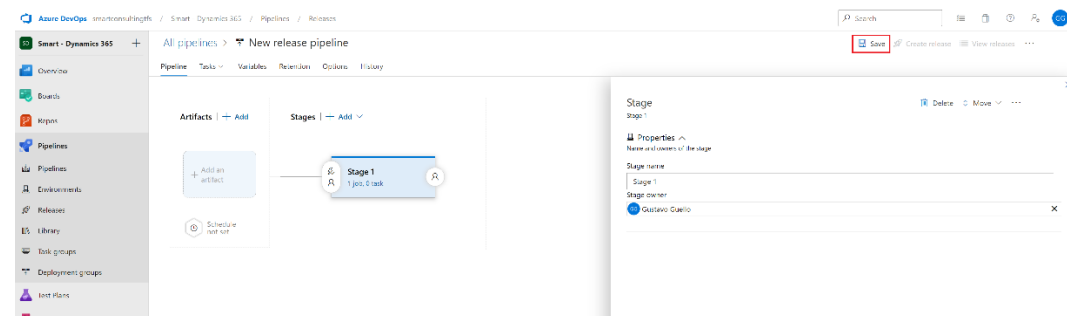 Azure DevOps smartconsultingtfs / Smart - Dynamics 365 / Pipelines / Releases
Search
GG
SD Smart - Dynamics 365 +
All pipelines > New release pipeline
Save Create release View releases ...
Pipeline Tasks Variables Retention Options History
Overview
Boards
Repos
Pipelines
Pipelines
Environments
Releases
Library
Task groups
Deployment groups
Test Plans
Artifacts | + Add
Stages | + Add
+ Add an
artifact
Stage 1
1 job, 0 task
Schedule
not set
Stage
Delete Move ...
Stage 1
Properties
Name and owners of the stage
Stage name
Stage 1
Stage owner
GG Gustavo Guello X